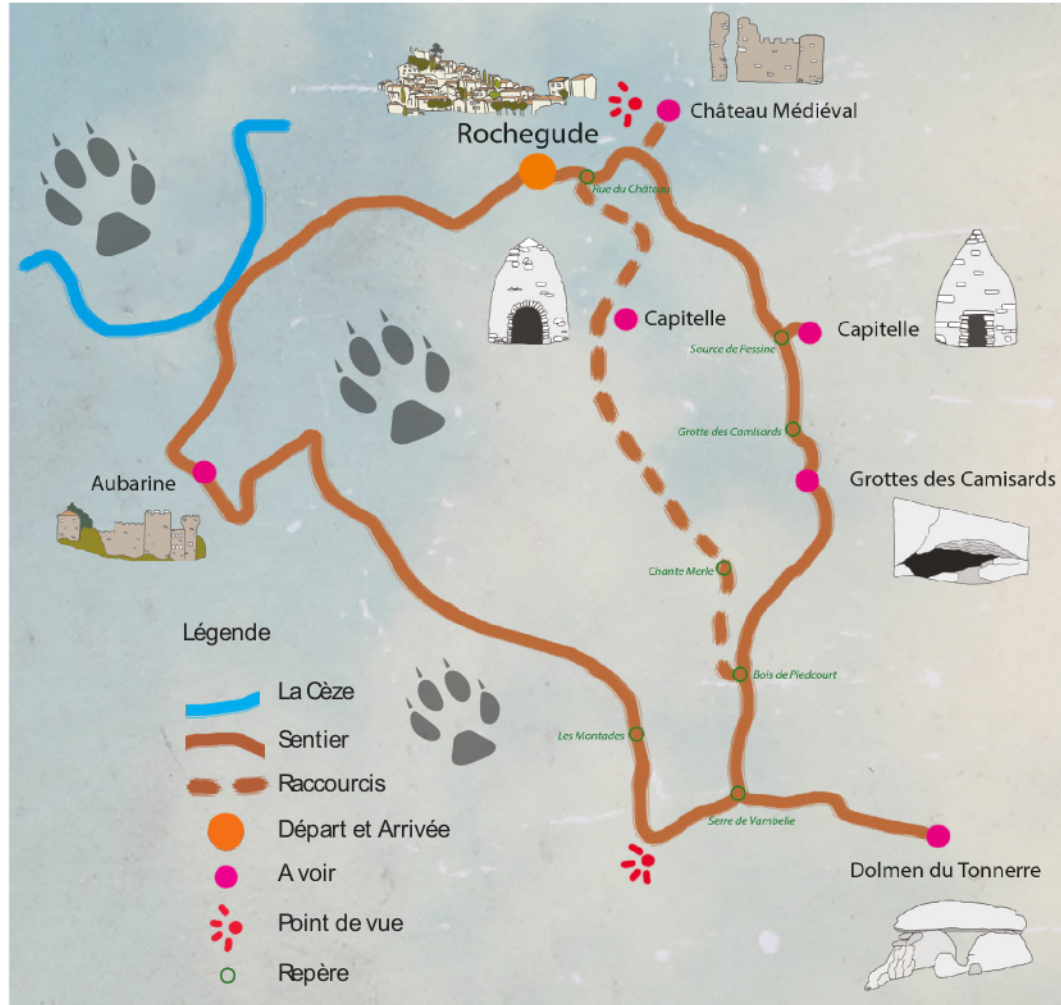 Château Médiéval
Rochegude
Rue du Château
Capitelle
Source de Fessine
Capitelle
Grotte des Camisards
Aubarine
Grottes des Camisards
Chante Merle
Légende
Bois de Piedcourt
La Cèze
Les Montades
Sentier
Raccourcis
Serre de Vambelie
Départ et Arrivée
Dolmen du Tonnerre
A voir
Point de vue
Repère